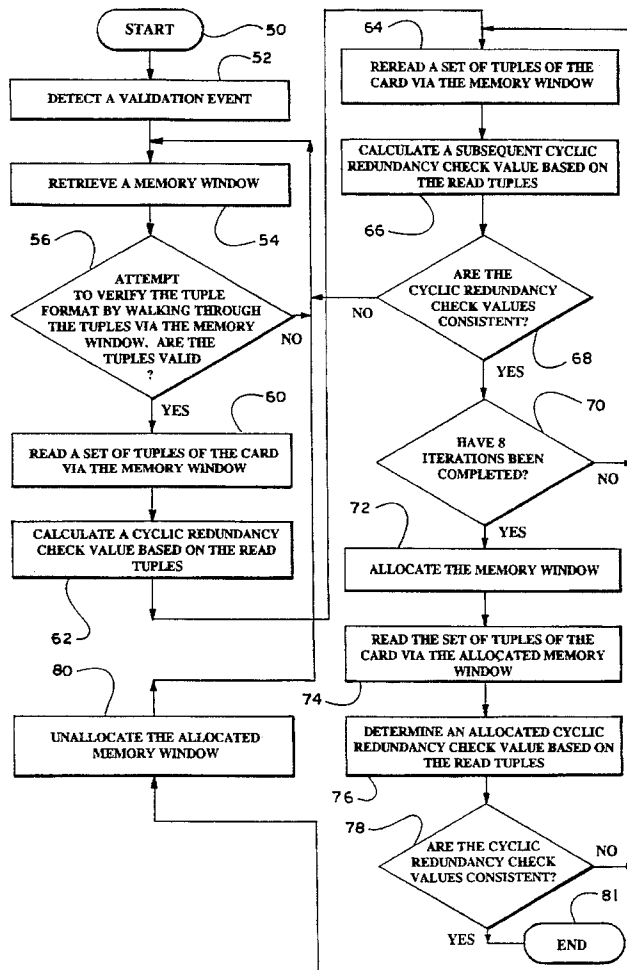 START
50
52
DETECT A VALIDATION EVENT
RETRIEVE A MEMORY WINDOW
54
56
ATTEMPT
TO VERIFY THE TUPLE
FORMAT BY WALKING THROUGH
THE TUPLES VIA THE MEMORY
WINDOW. ARE THE
TUPLES VALID
?
NO
YES
60
READ A SET OF TUPLES OF THE CARD
VIA THE MEMORY WINDOW
CALCULATE A CYCLIC REDUNDANCY
CHECK VALUE BASED ON THE READ
TUPLES
62
80
UNALLOCATE THE ALLOCATED
MEMORY WINDOW
64
REREAD A SET OF TUPLES OF THE
CARD VIA THE MEMORY WINDOW
CALCULATE A SUBSEQUENT CYCLIC
REDUNDANCY CHECK VALUE BASED ON
THE READ TUPLES
66
ARE THE
CYCLIC REDUNDANCY
CHECK VALUES
CONSISTENT?
NO
68
YES
70
HAVE 8
ITERATIONS BEEN
COMPLETED?
NO
72
YES
ALLOCATE THE MEMORY WINDOW
READ THE SET OF TUPLES OF THE
CARD VIA THE ALLOCATED MEMORY
WINDOW
74
DETERMINE AN ALLOCATED CYCLIC
REDUNDANCY CHECK VALUE BASED ON
THE READ TUPLES
76
78
ARE THE CYCLIC
REDUNDANCY CHECK
VALUES CONSISTENT?
NO
81
YES
END